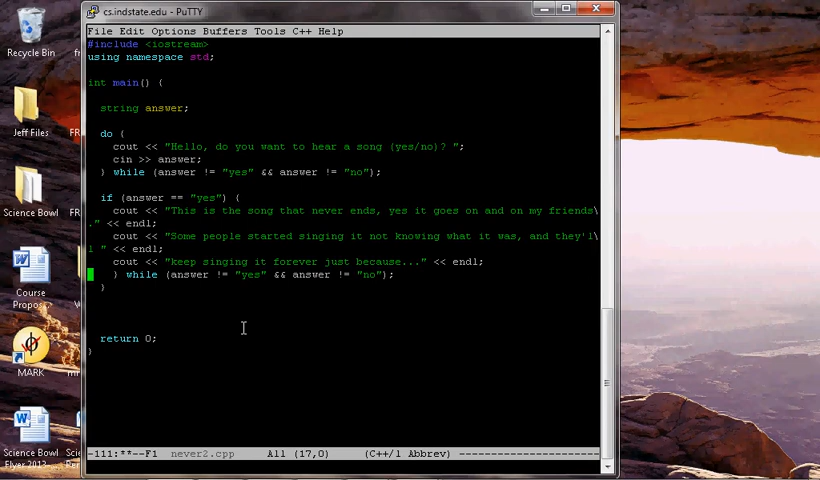 cs.indstate.edu - PuTTY
File Edit Options Buffers Tools C++ Help
#include <iostream>
using namespace std;
int main() {
string answer;
do {
cout << "Hello, do you want to hear a song (yes/no)? ";
cin >> answer;
} while (answer != "yes" && answer != "no");
if (answer == "yes") {
cout << "This is the song that never ends, yes it goes on and on my friends\
." << endl;
cout << "Some people started singing it not knowing what it was, and they'l\
l " << endl;
cout << "keep singing it forever just because..." << endl;
} while (answer != "yes" && answer != "no");
}
return 0;
}
-111:**--F1 never2.cpp All (17,0) (C++/l Abbrev)
Recycle Bin
Jeff Files
FR
Science Bowl
FR
Course
Propos...
MARK
Science Bowl
Flyer 2013-...